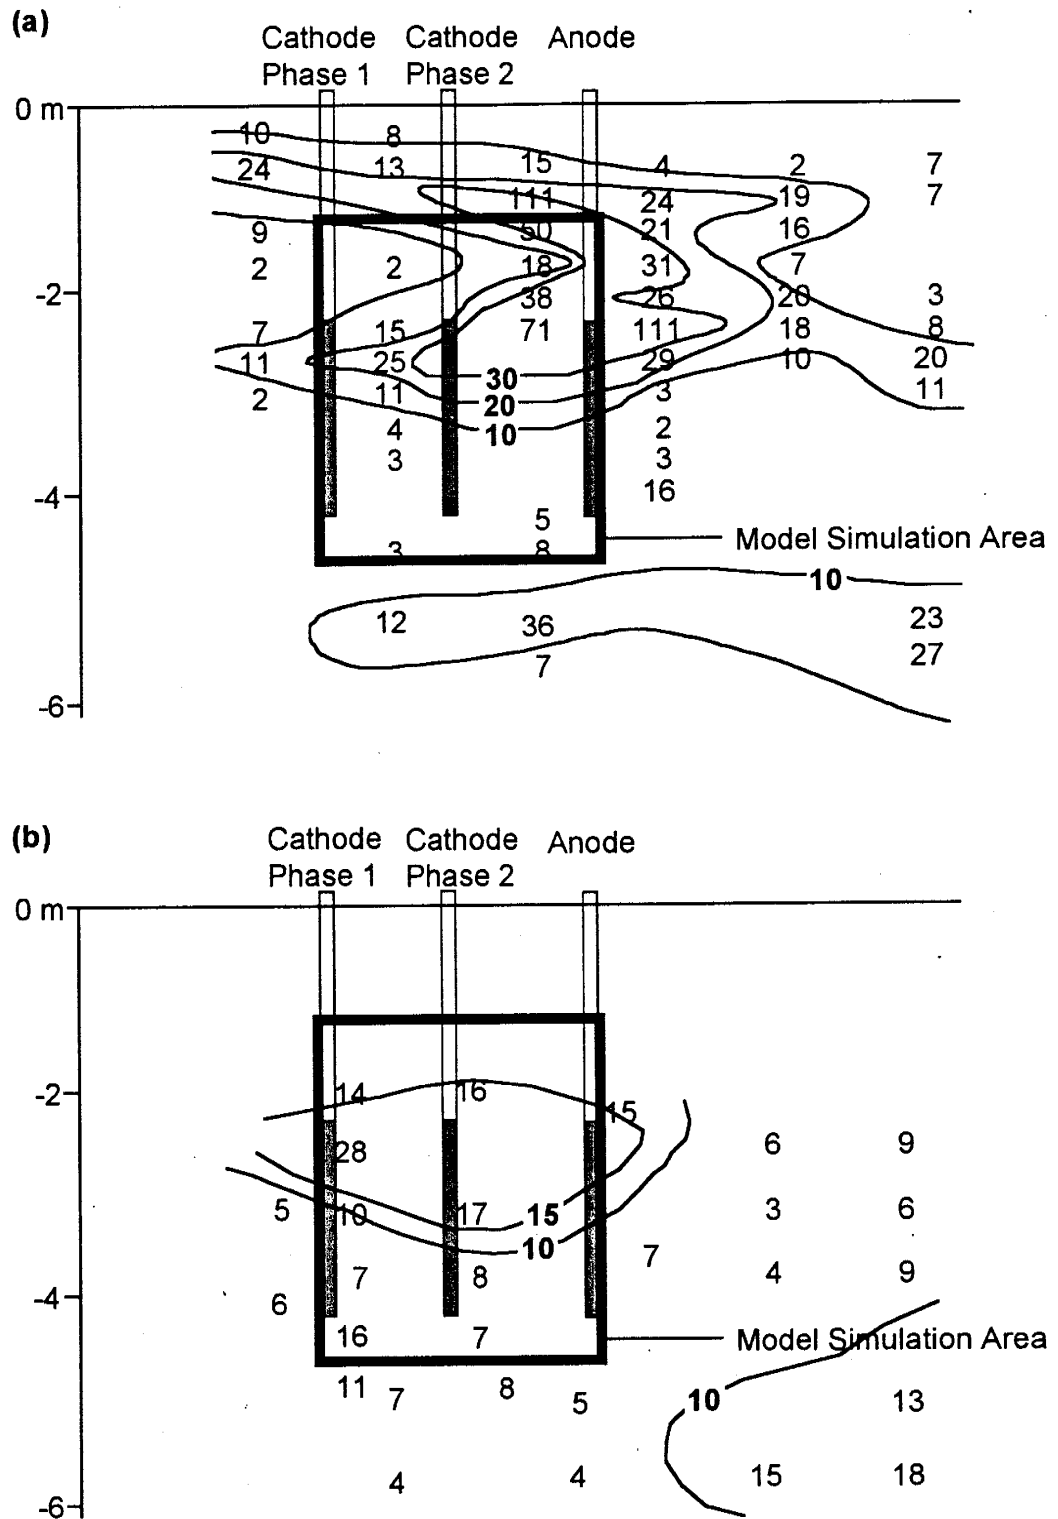 (a)
Cathode Cathode Anode
Phase 1 Phase 2
0 m
10 8
24 13 15 4 2 7
111 24 19 7
9 50 21 16
2 2 18 31 7
-2 38 26 20 3
7 15 71 111 18 8
11 25 29 10 20
30
2 11 20 3 11
4 10 2
3 3
-4 16
5
3 8 Model Simulation Area
10
12 36 23
7 27
-6
(b)
Cathode Cathode Anode
Phase 1 Phase 2
0 m
-2 14 16
15
28 6 9
5 10 17 15 3 6
10 7
7 8 4 9
-4 6
16 7 Model Simulation Area
11 7 8 5 10 13
4 4 15 18
-6